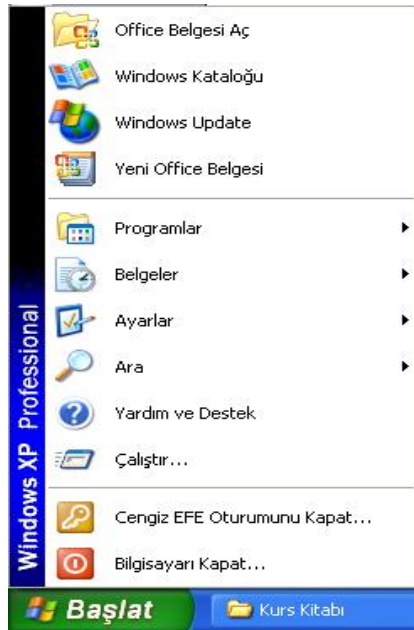 Office Belgesi Aç
Windows Kataloğu
Windows Update
Yeni Office Belgesi
Programlar
Belgeler
Ayarlar
Ara
Yardım ve Destek
Çalıştır...
Cengiz EFE Oturumunu Kapat...
Bilgisayarı Kapat...
Windows XP Professional
Başlat
Kurs Kitabı